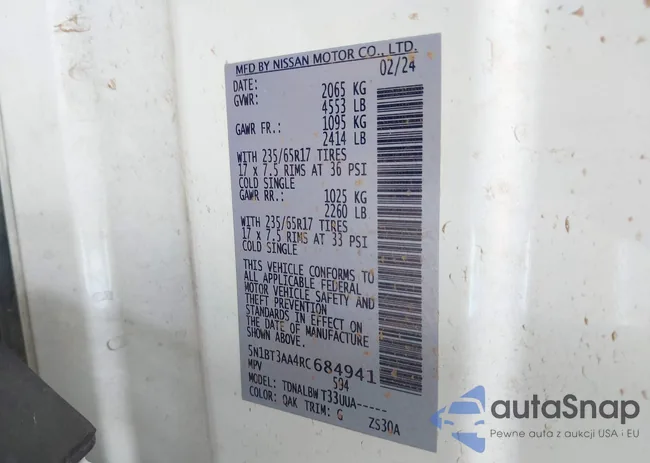 MFD BY NISSAN MOTOR CO., LTD.
DATE: 02/24
GVWR: 2065 KG
4553 LB
GAWR FR.: 1095 KG
2414 LB
WITH 235/65R17 TIRES
17 x 7.5 RIMS AT 36 PSI
COLD SINGLE
GAWR RR.: 1025 KG
2260 LB
WITH 235/65R17 TIRES
17 x 7.5 RIMS AT 33 PSI
COLD SINGLE
THIS VEHICLE CONFORMS TO
ALL APPLICABLE FEDERAL
MOTOR VEHICLE SAFETY AND
THEFT PREVENTION
STANDARDS IN EFFECT ON
THE DATE OF MANUFACTURE
SHOWN ABOVE.
5N1BT3AA4RC684941
MPV 594
MODEL: TDNALBW T33UUA-----
COLOR: QAK TRIM: G ZS30A
autaSnap
Pewne auta z aukcji USA i EU